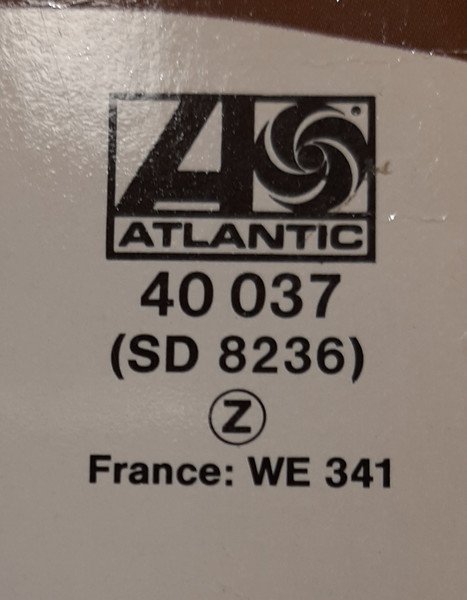 ATLANTIC
40 037
(SD 8236)
Z
France: WE 341